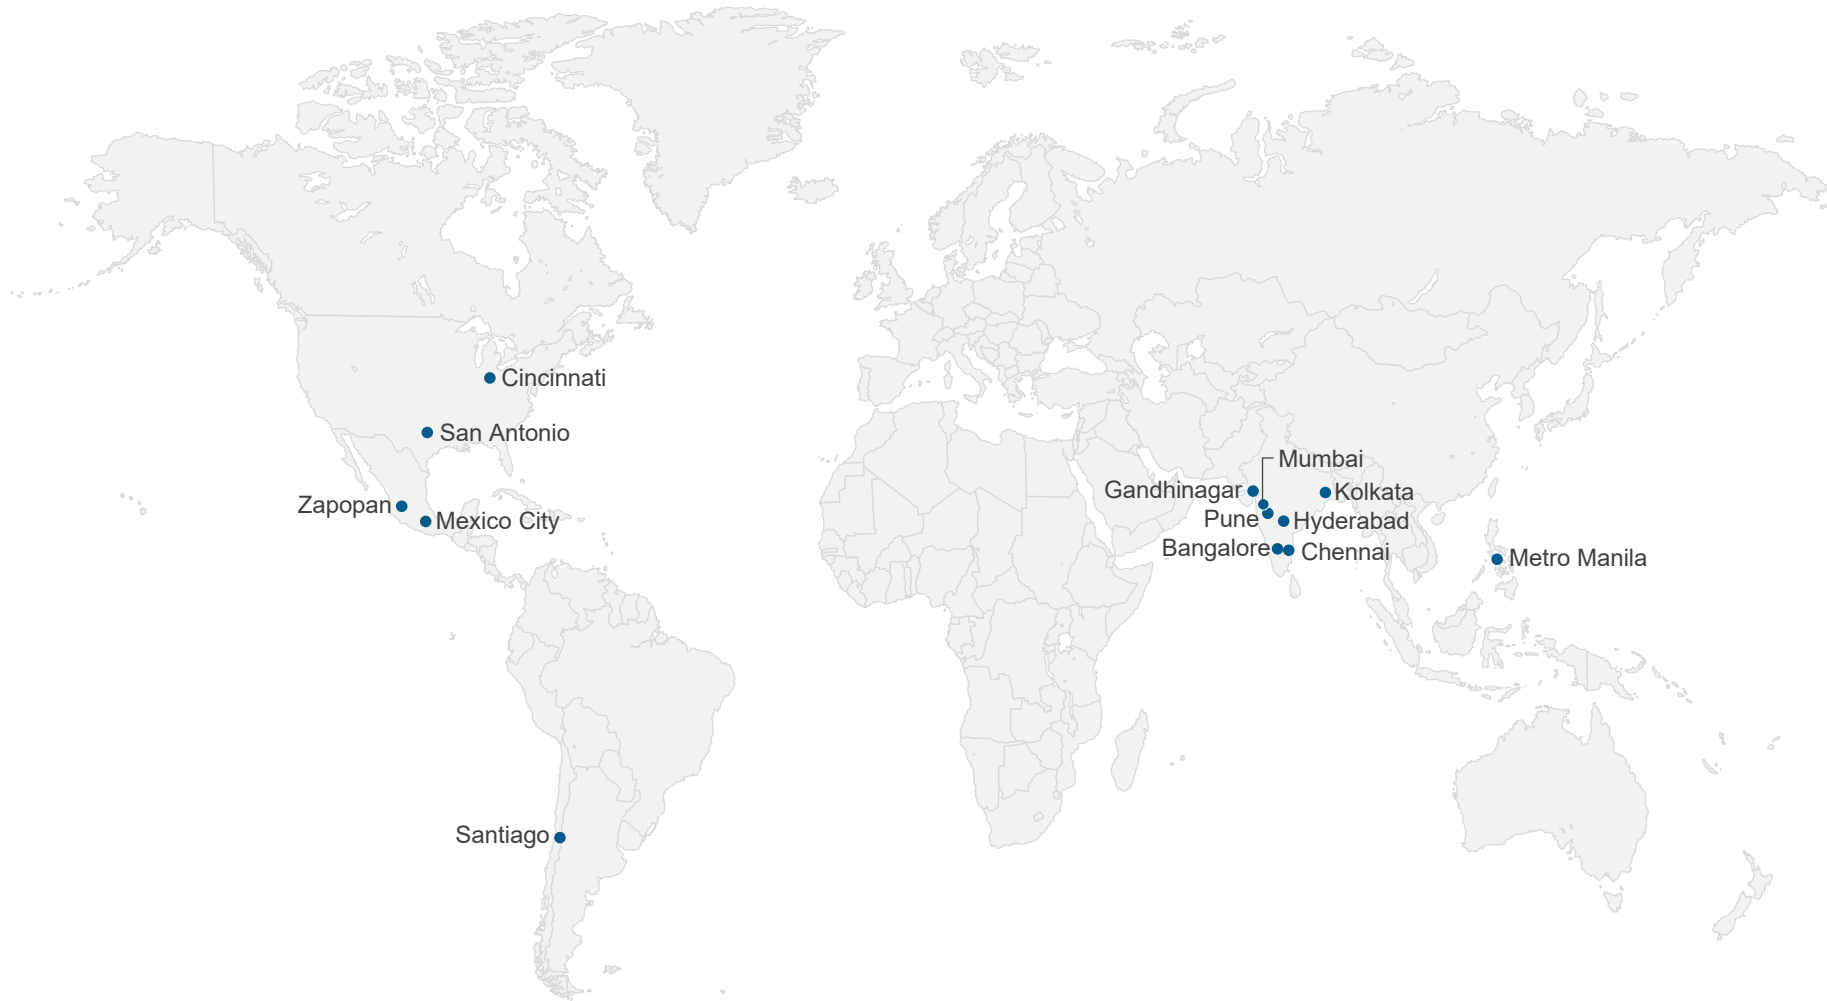 Cincinnati
San Antonio
Mumbai
Gandhinagar
Kolkata
Zapopan
Mexico City
Pune
Hyderabad
Bangalore
Chennai
Metro Manila
Santiago